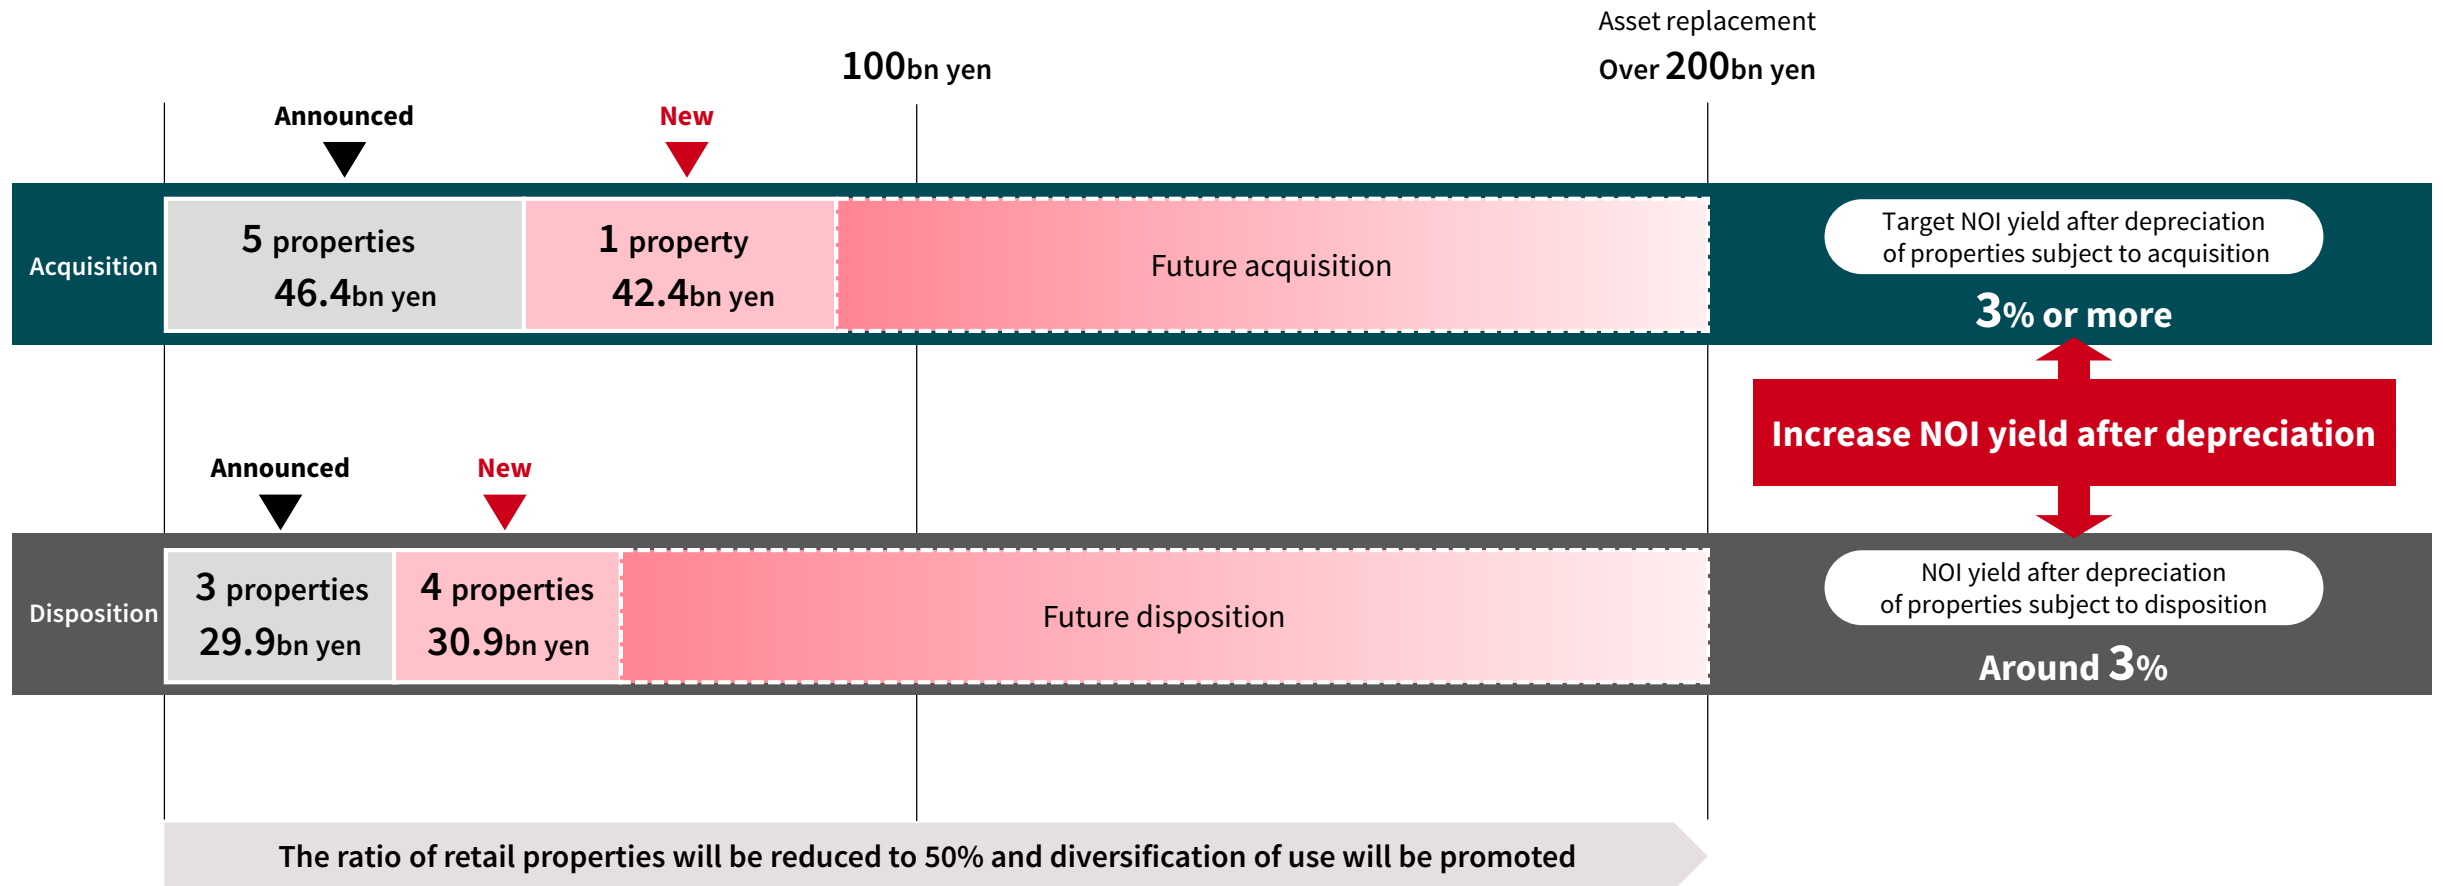 Asset replacement
100bn yen
Over 200bn yen
Announced
New
Acquisition
5 properties
46.4bn yen
1 property
42.4bn yen
Future acquisition
Target NOI yield after depreciation
of properties subject to acquisition
3% or more
Increase NOI yield after depreciation
Announced
New
Disposition
3 properties
29.9bn yen
4 properties
30.9bn yen
Future disposition
NOI yield after depreciation
of properties subject to disposition
Around 3%
The ratio of retail properties will be reduced to 50% and diversification of use will be promoted